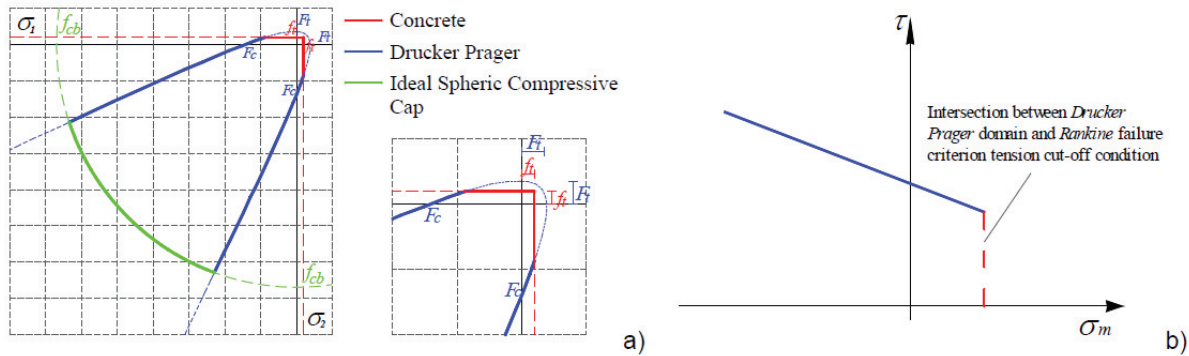 σ1
fcb
ft
Ft
Ft
ft
Fc
Fc
fcb
σ2
Concrete
Drucker Prager
Ideal Spheric Compressive
Cap
Ft
ft
ft
Ft
Fc
Fc
a)
τ
Intersection between Drucker
Prager domain and Rankine failure
criterion tension cut-off condition
σm
b)